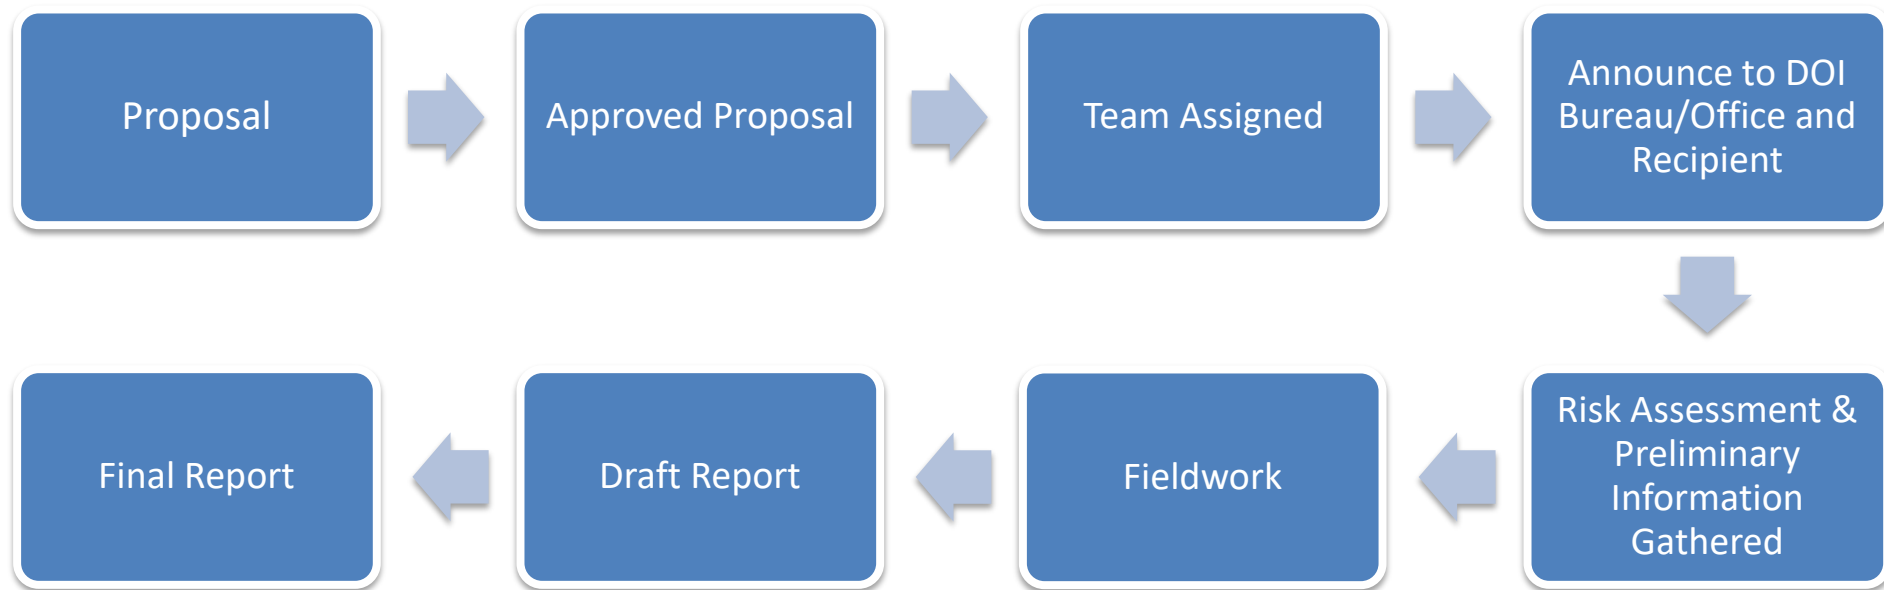 Proposal
Approved Proposal
Team Assigned
Announce to DOI
Bureau/Office and
Recipient
Risk Assessment &
Preliminary
Information
Gathered
Fieldwork
Draft Report
Final Report